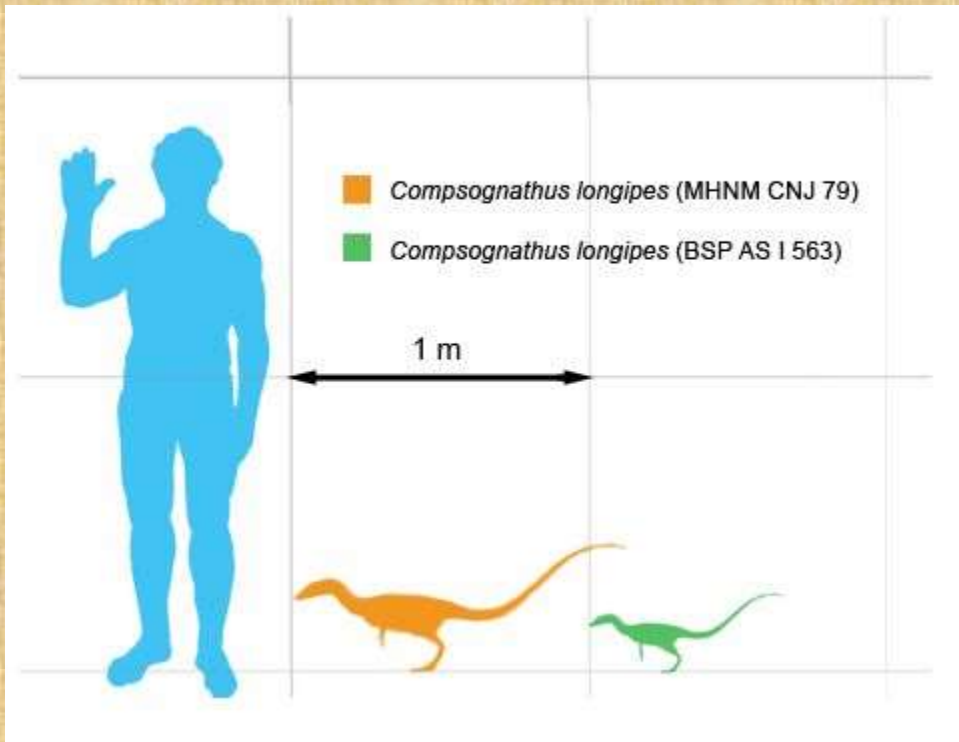 Compsognathus longipes (MHNM CNJ 79)
Compsognathus longipes (BSP AS I 563)
1 m